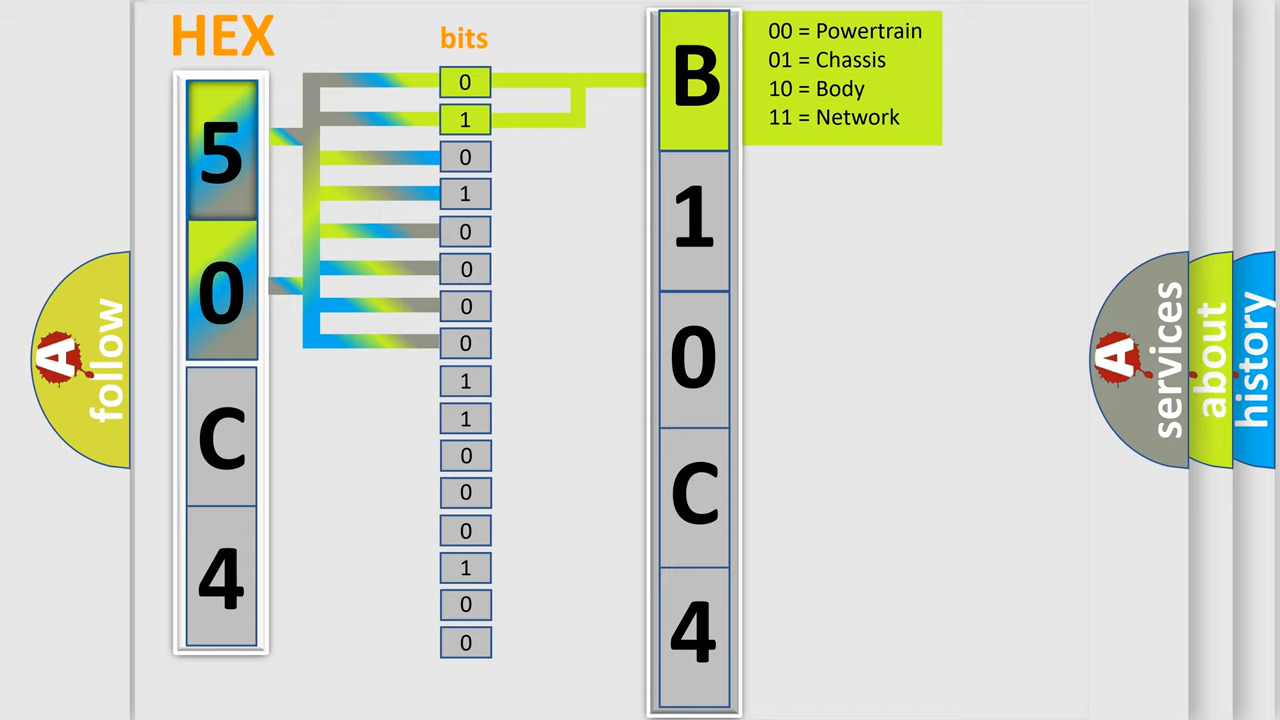 HEX
bits
5
0
C
4
0
1
0
1
0
0
0
0
1
1
0
0
0
1
0
0
B
1
0
C
4
00 = Powertrain
01 = Chassis
10 = Body
11 = Network
A
follow
A
services
about
history